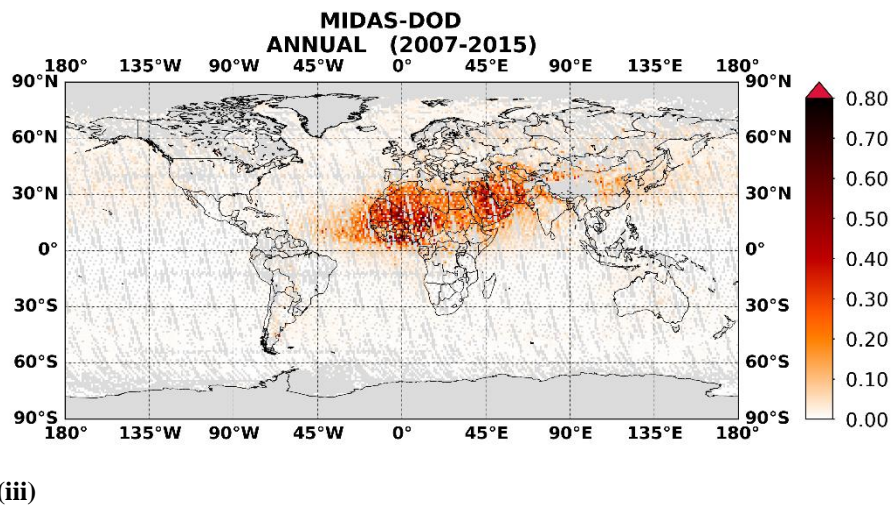 MIDAS-DOD
ANNUAL (2007-2015)
180° 135°W 90°W 45°W 0° 45°E 90°E 135°E 180°
90°N 90°N 0.80
60°N 60°N 0.70
30°N 30°N 0.60
0° 0° 0.50
30°S 30°S 0.40
60°S 60°S 0.30
90°S 90°S 0.20
180° 135°W 90°W 45°W 0° 45°E 90°E 135°E 180°
0.10
0.00
(iii)